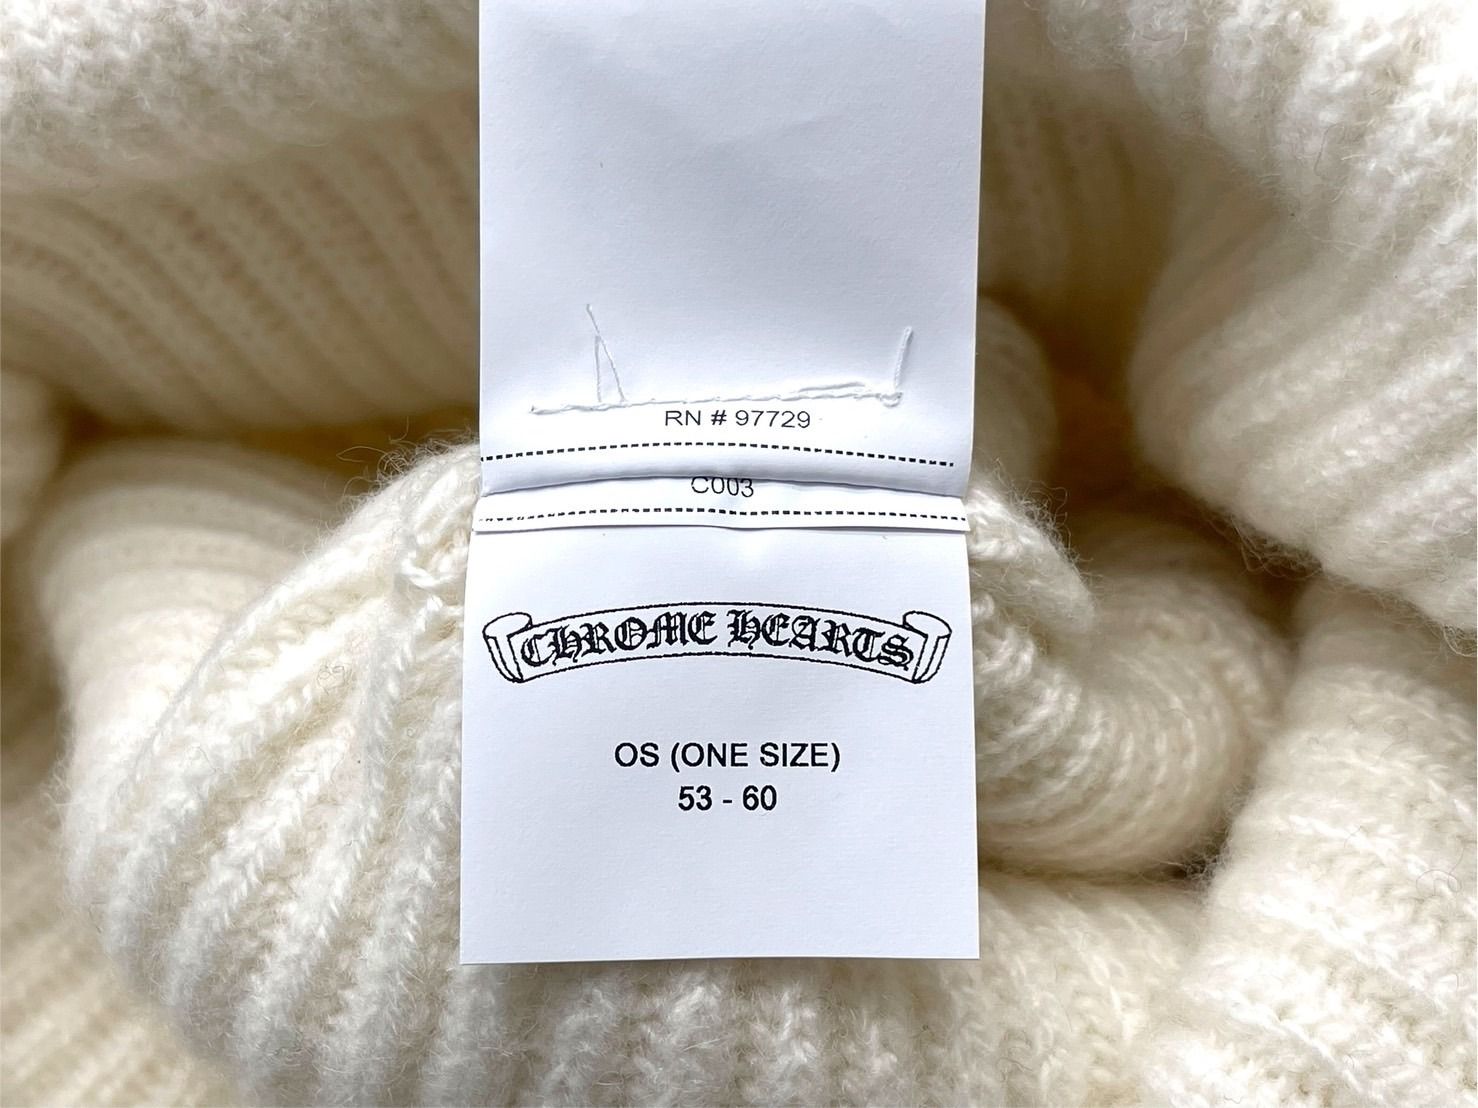 RN # 97729
C003
CHROME HEARTS
OS (ONE SIZE)
53 - 60